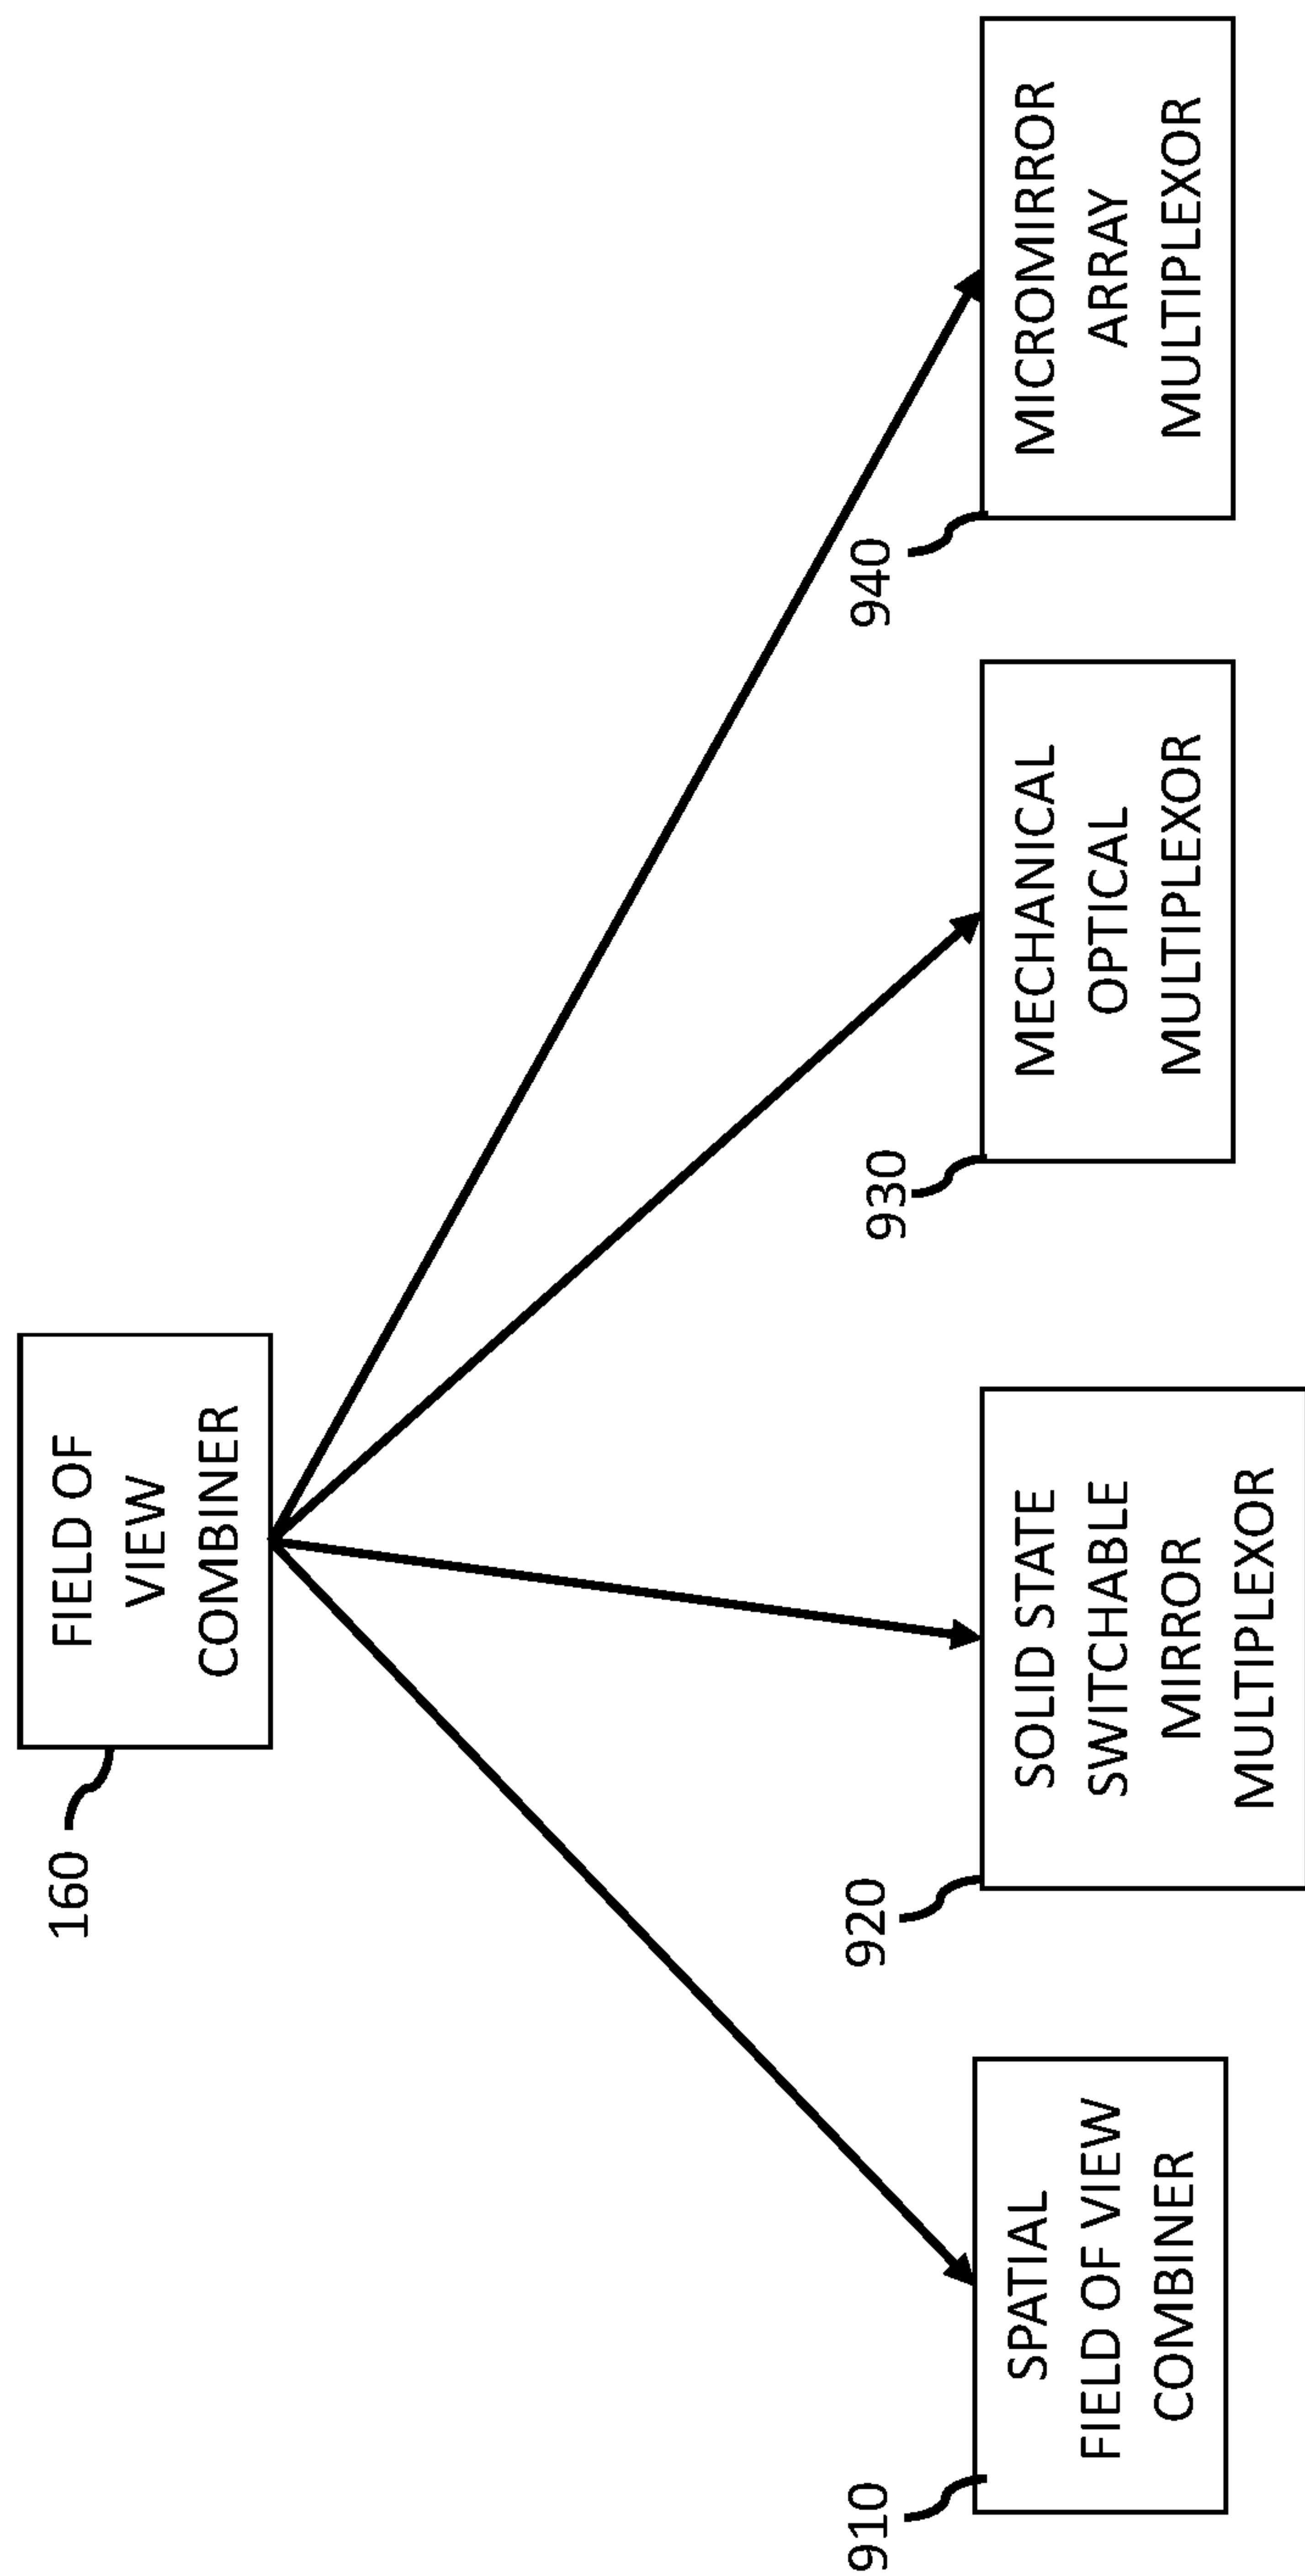 160
FIELD OF
VIEW
COMBINER
910
SPATIAL
FIELD OF VIEW
COMBINER
920
SOLID STATE
SWITCHABLE
MIRROR
MULTIPLEXOR
930
MECHANICAL
OPTICAL
MULTIPLEXOR
940
MICROMIRROR
ARRAY
MULTIPLEXOR